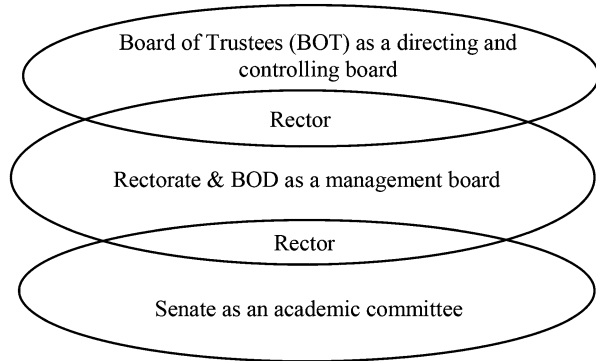 Board of Trustees (BOT) as a directing and
controlling board
Rector
Rectorate & BOD as a management board
Rector
Senate as an academic committee